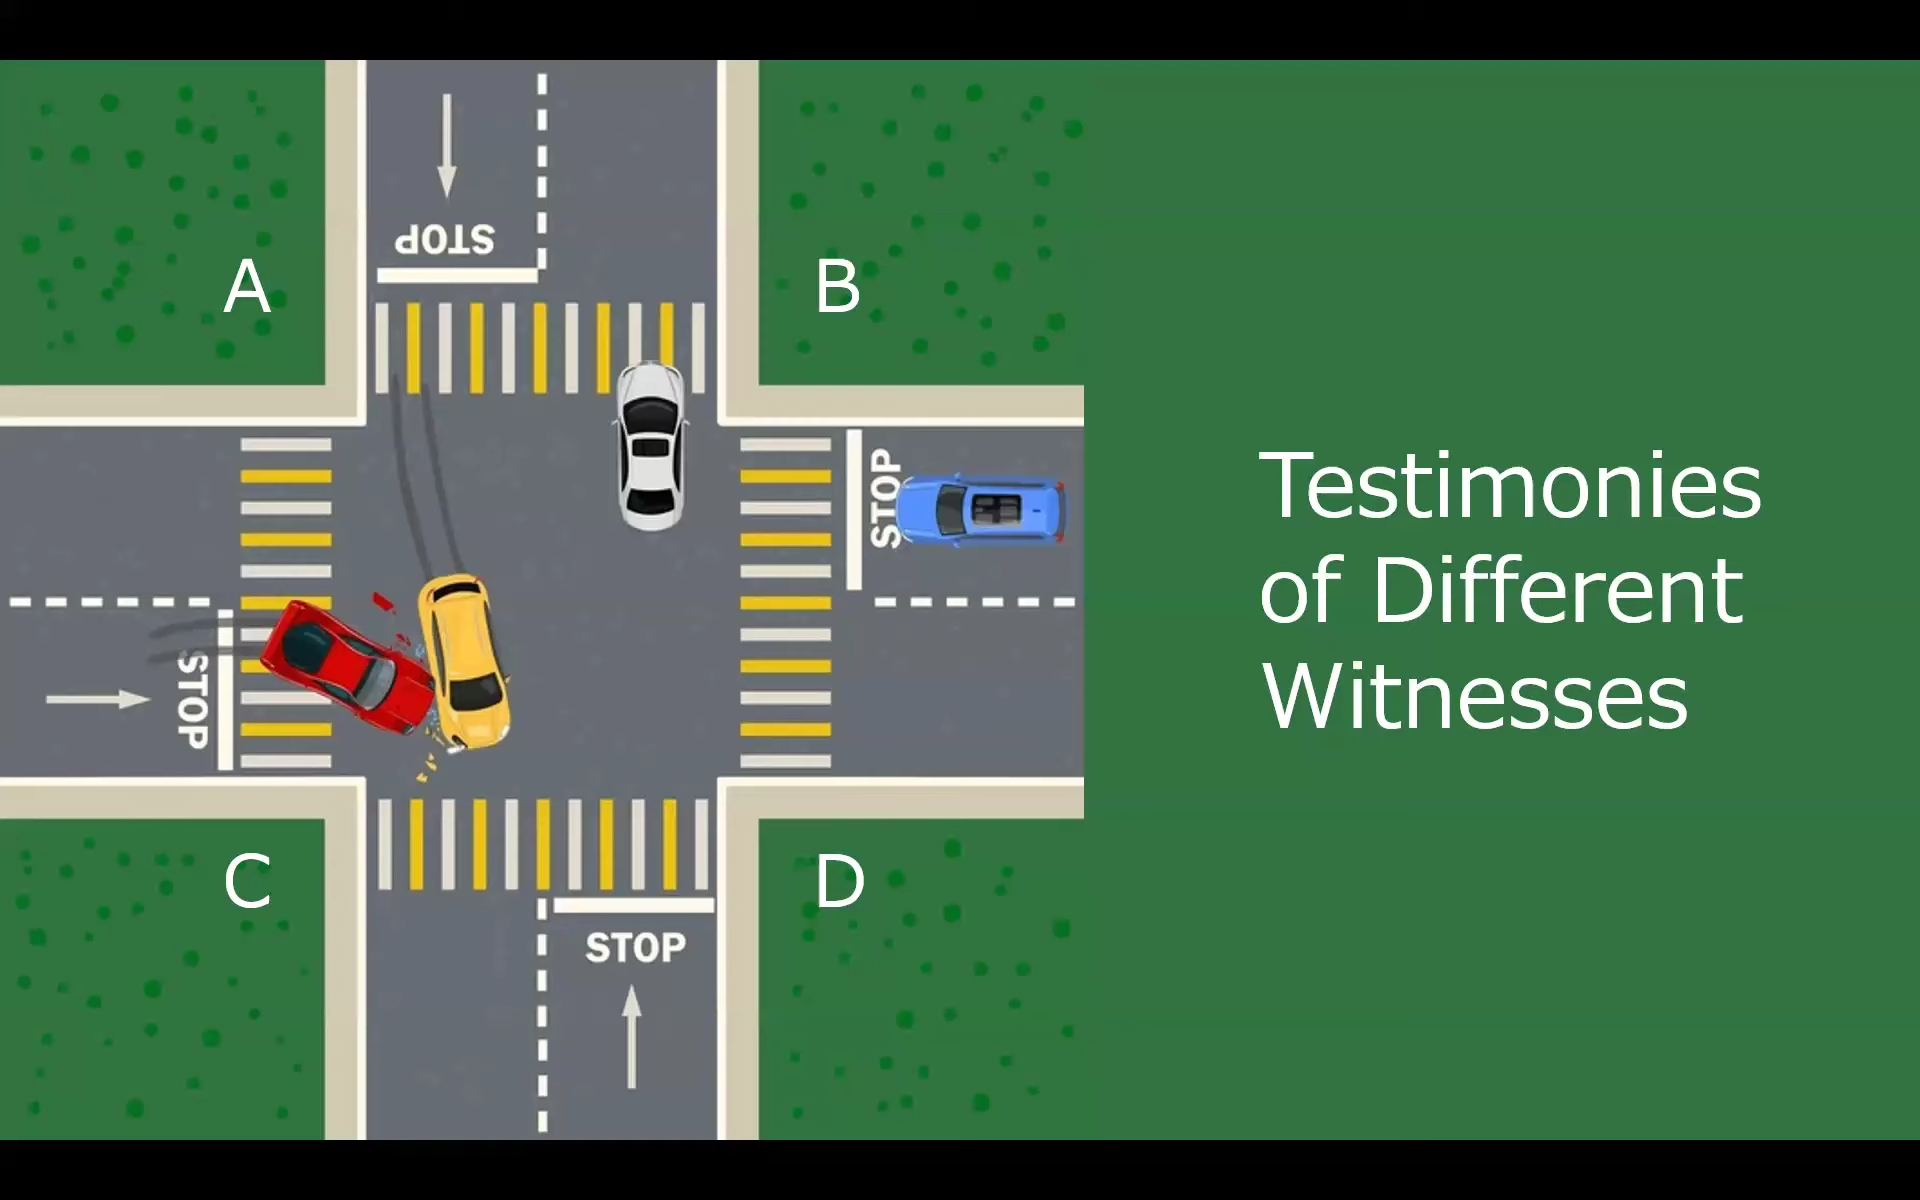 STOP
A
B
STOP
Testimonies
of Different
Witnesses
STOP
C
D
STOP